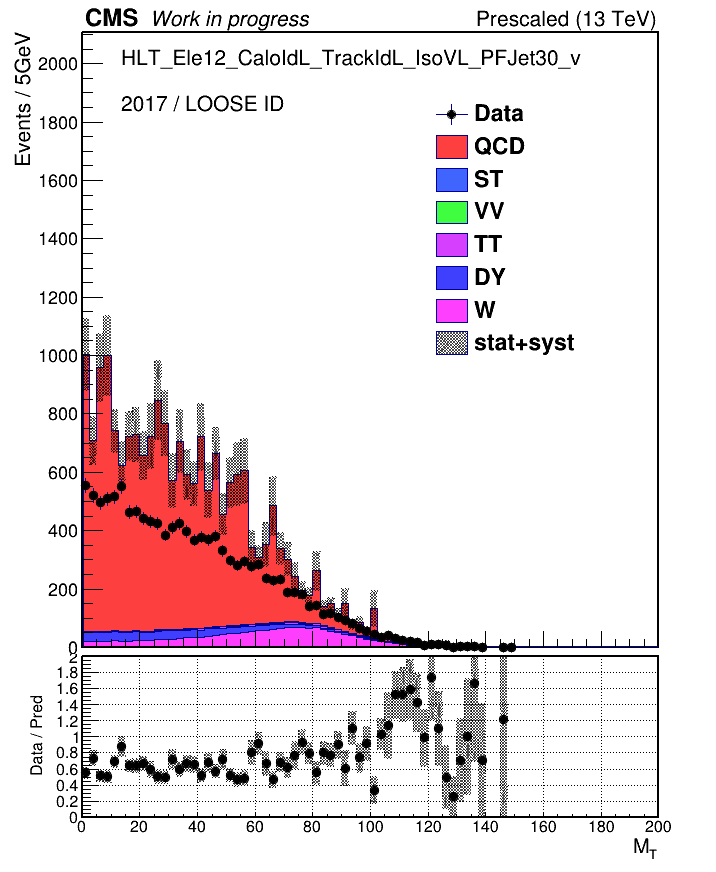 CMS Work in progress Prescaled (13 TeV)
Events / 5GeV
HLT_Ele12_CaloIdL_TrackIdL_IsoVL_PFJet30_v
2017 / LOOSE ID
Data
QCD
ST
VV
TT
DY
W
stat+syst
2000
1800
1600
1400
1200
1000
800
600
400
200
0
Data / Pred
2
1.8
1.6
1.4
1.2
1
0.8
0.6
0.4
0.2
0
0 20 40 60 80 100 120 140 160 180 200
M_T